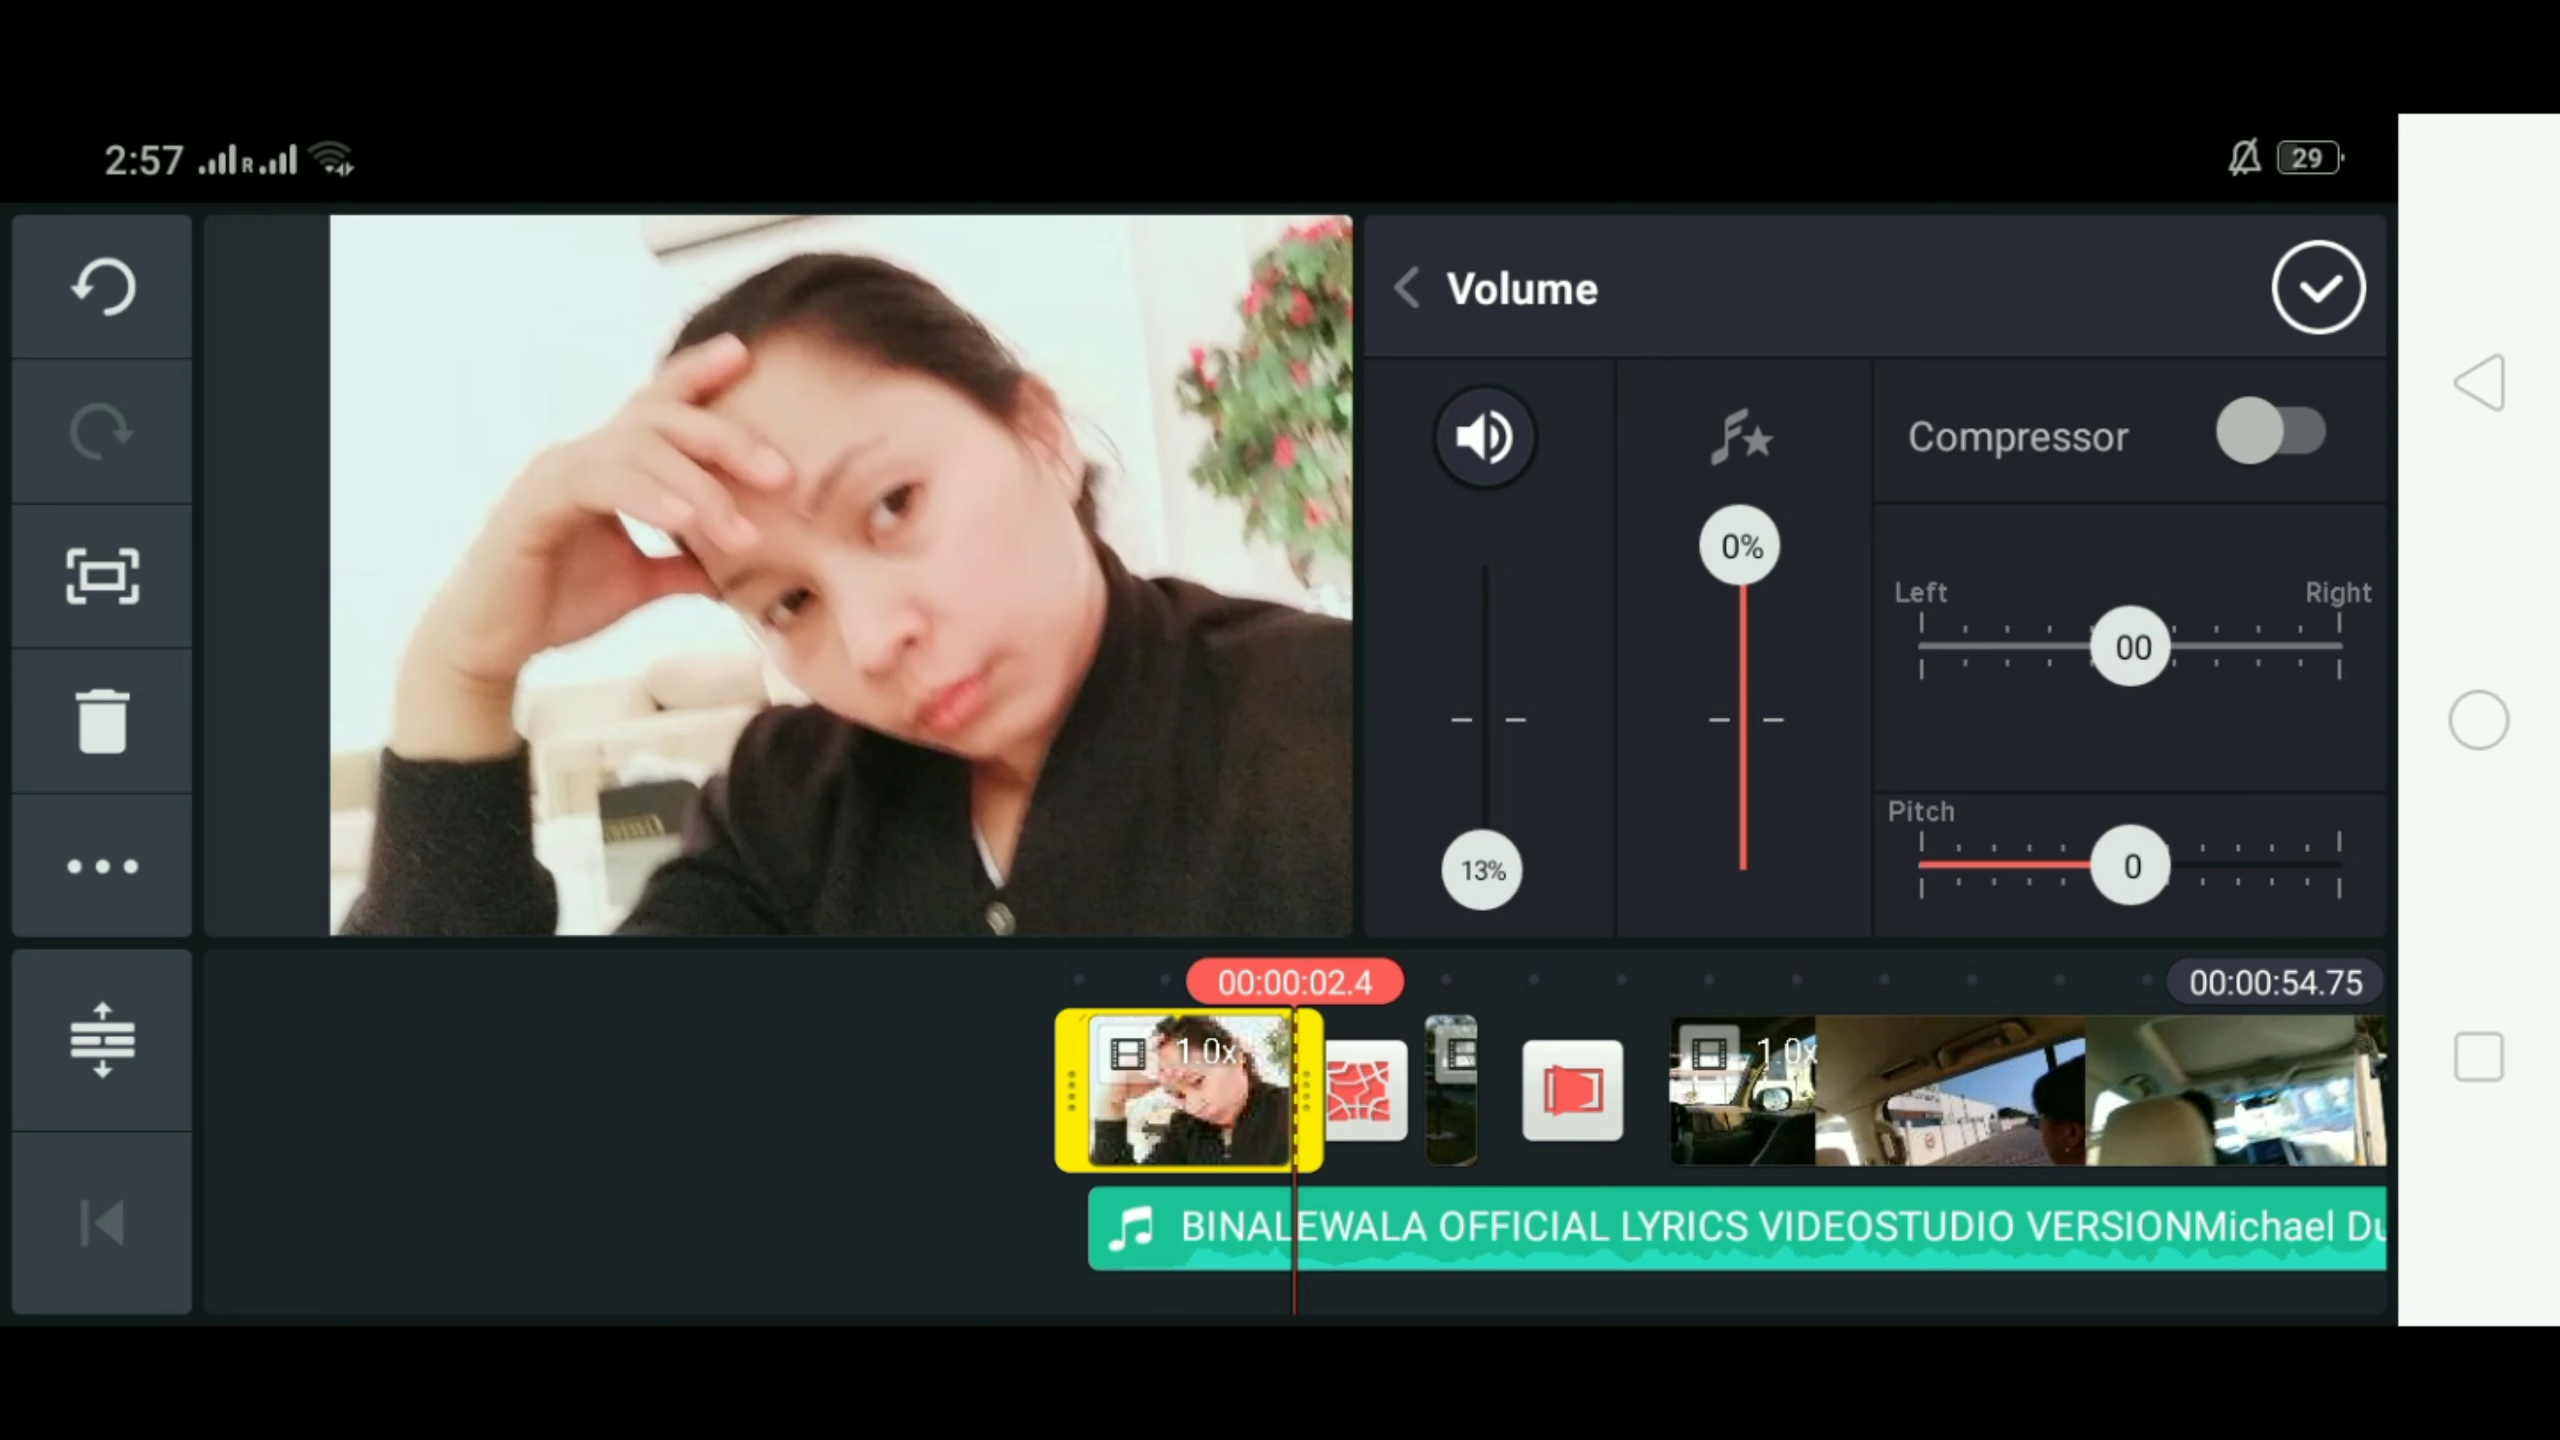 2:57 R 29
Volume
Compressor
0%
Left Right
00
Pitch
13% 0
00:00:02.4 00:00:54.75
1.0x 1.0x
BINALEWALA OFFICIAL LYRICS VIDEOSTUDIO VERSIONMichael Du